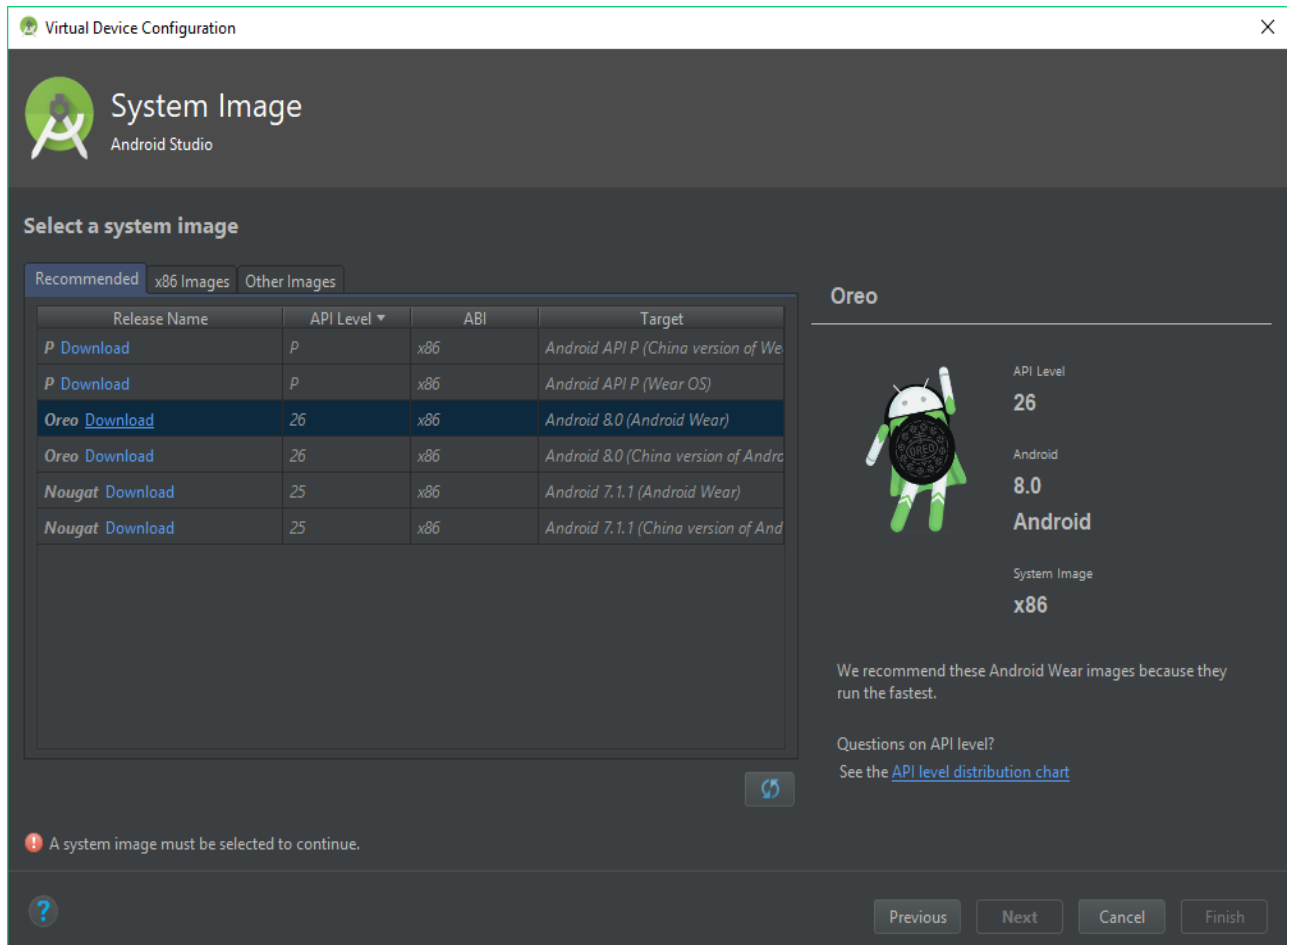 Virtual Device Configuration
System Image
Android Studio
Select a system image
Recommended x86 Images Other Images
Release Name API Level ABI Target
P Download P x86 Android API P (China version of We
P Download P x86 Android API P (Wear OS)
Oreo Download 26 x86 Android 8.0 (Android Wear)
Oreo Download 26 x86 Android 8.0 (China version of Andro
Nougat Download 25 x86 Android 7.1.1 (Android Wear)
Nougat Download 25 x86 Android 7.1.1 (China version of And
Oreo
OREO
API Level
26
Android
8.0
Android
System Image
x86
We recommend these Android Wear images because they
run the fastest.
Questions on API level?
See the API level distribution chart
A system image must be selected to continue.
? Previous Next Cancel Finish